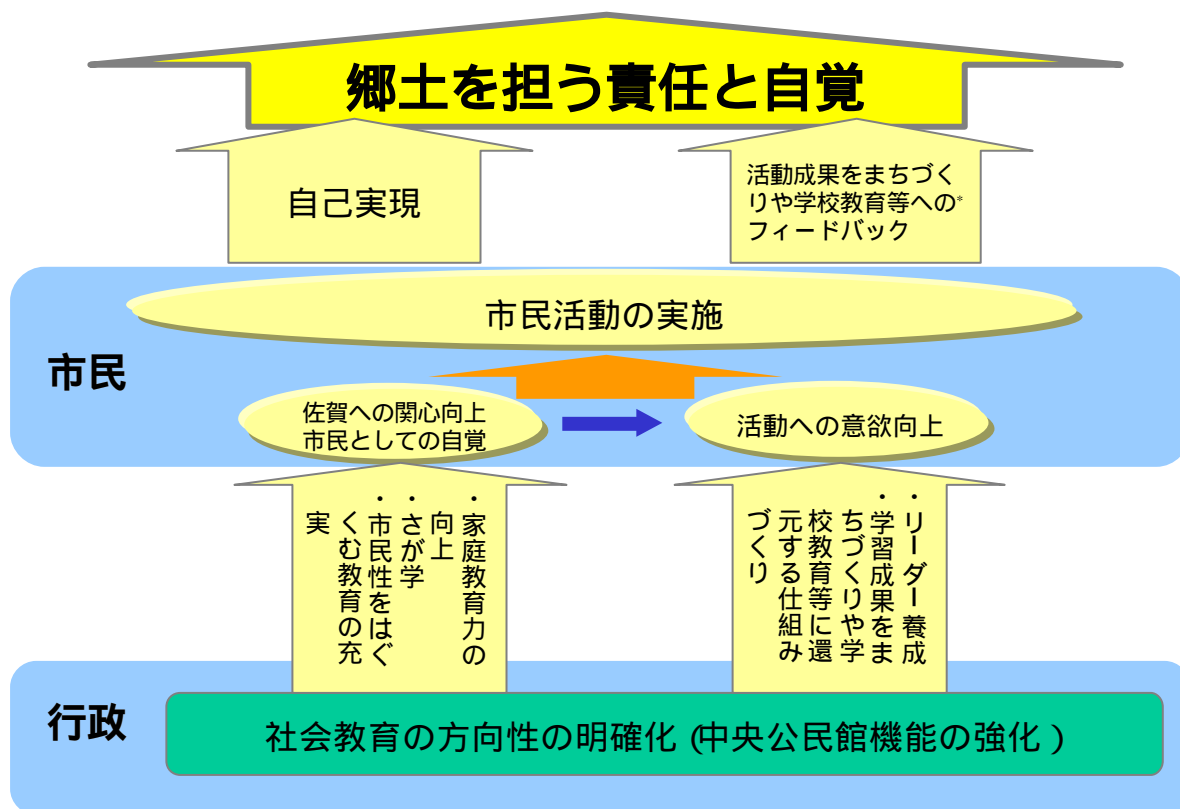 郷土を担う責任と自覚
自己実現
活動成果をまちづく
りや学校教育等への*
フィードバック
市民活動の実施
市民
佐賀への関心向上
市民としての自覚
活動への意欲向上
・家庭教育力の
向上
・さが学
・市民性をはぐ
くむ教育の充
実
・リーダー養成
・学習成果をま
ちづくりや学
校教育等に還
元する仕組み
づくり
行政
社会教育の方向性の明確化（中央公民館機能の強化）